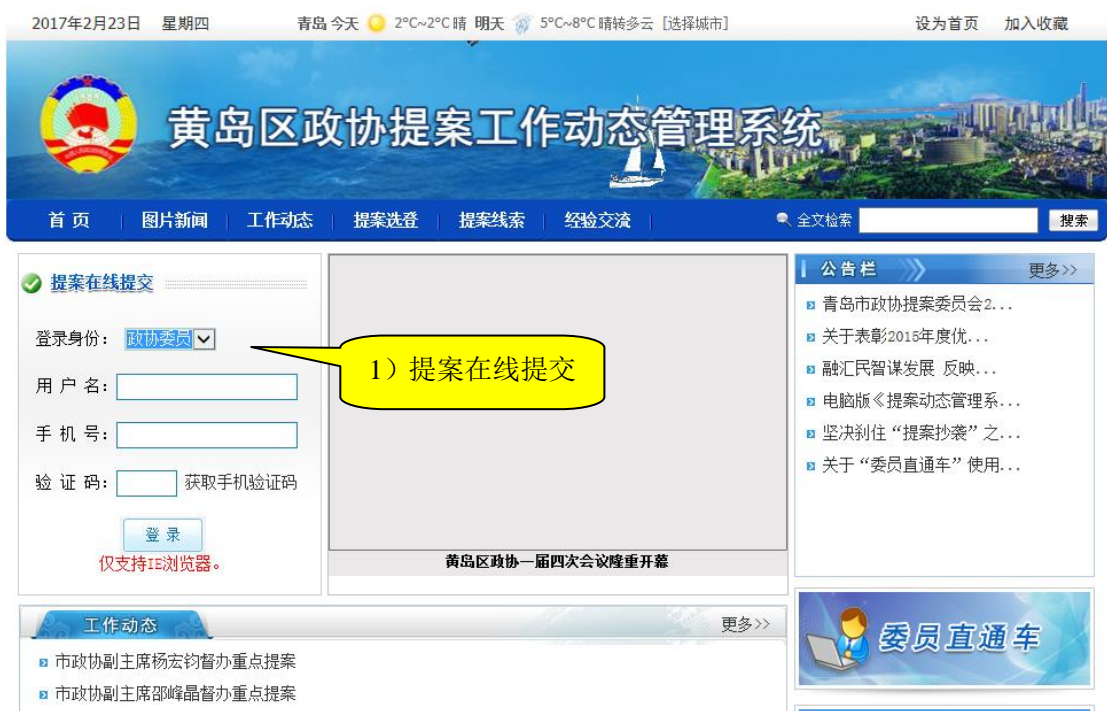 2017年2月23日 星期四 青岛 今天 2°C~2°C 晴 明天 5°C~8°C 晴转多云 [选择城市] 设为首页 加入收藏
黄岛区政协提案工作动态管理系统
首 页 图片新闻 工作动态 提案选登 提案线索 经验交流 全文检索 搜索
提案在线提交
登录身份： 政协委员
用 户 名：
手 机 号：
验 证 码： 获取手机验证码
登 录
仅支持IE浏览器。
1）提案在线提交
黄岛区政协一届四次会议隆重开幕
公告栏 更多>>
青岛市政协提案委员会2...
关于表彰2015年度优...
融汇民智谋发展 反映...
电脑版《提案动态管理系...
坚决刹住“提案抄袭”之...
关于“委员直通车”使用...
工作动态 更多>>
市政协副主席杨宏钧督办重点提案
市政协副主席邵峰晶督办重点提案
委员直通车